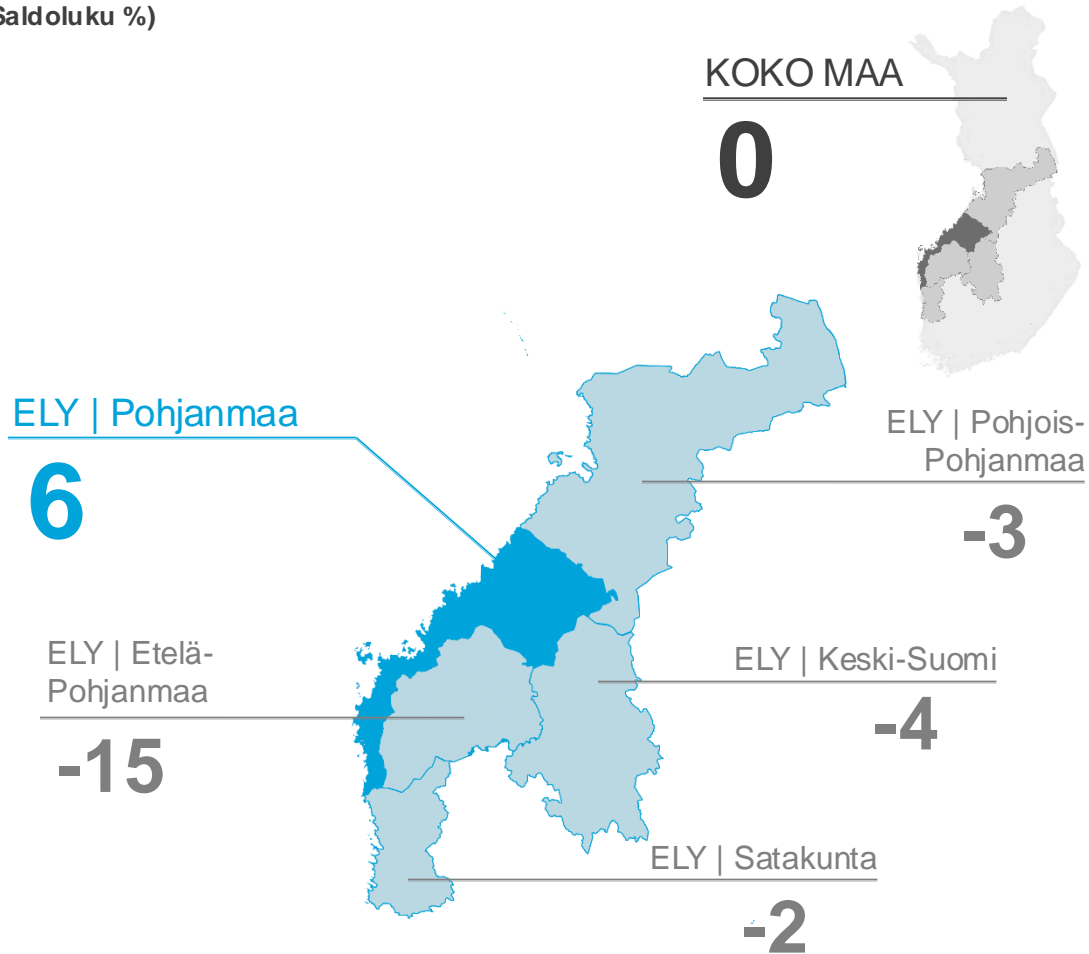 Saldoluku %)
KOKO MAA
0
ELY | Pohjanmaa
6
ELY | Pohjois-
Pohjanmaa
-3
ELY | Etelä-
Pohjanmaa
-15
ELY | Keski-Suomi
-4
ELY | Satakunta
-2